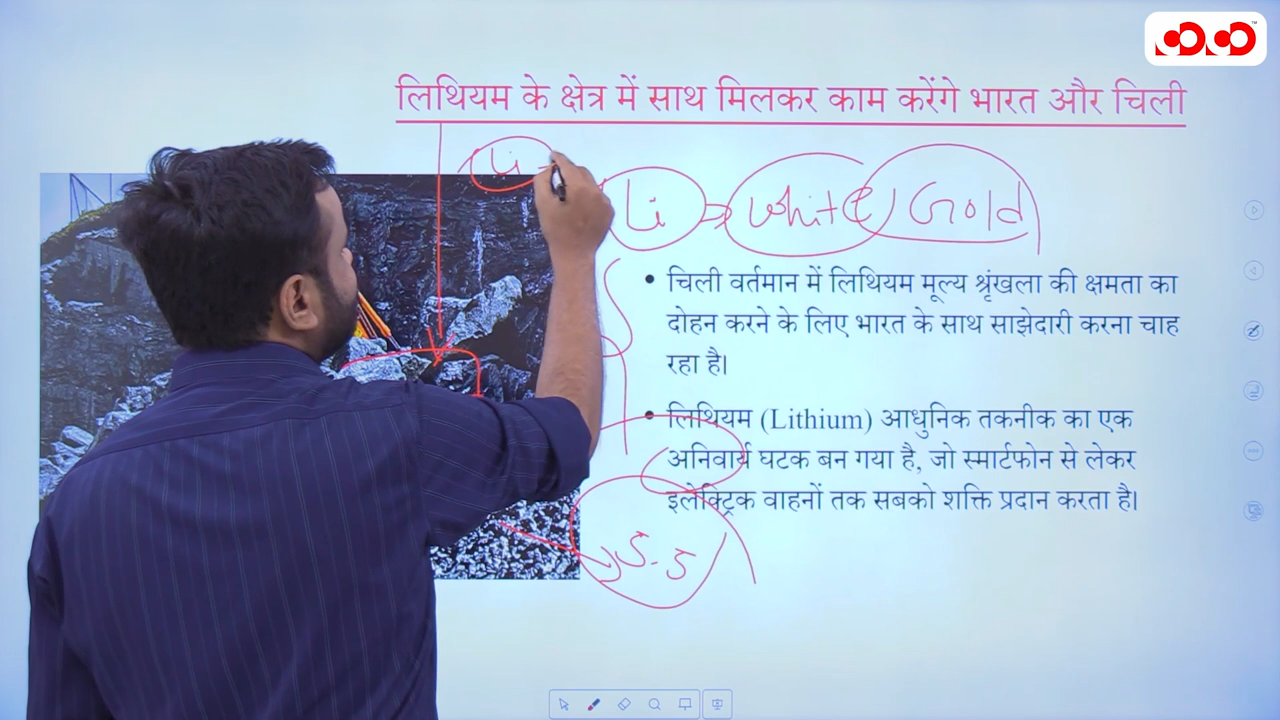 लिथियम के क्षेत्र में साथ मिलकर काम करेंगे भारत और चिली
Li
Li ⇒ White Gold
• चिली वर्तमान में लिथियम मूल्य श्रृंखला की क्षमता का
दोहन करने के लिए भारत के साथ साझेदारी करना चाह
रहा है।
• लिथियम (Lithium) आधुनिक तकनीक का एक
अनिवार्य घटक बन गया है, जो स्मार्टफोन से लेकर
इलेक्ट्रिक वाहनों तक सबको शक्ति प्रदान करता है।